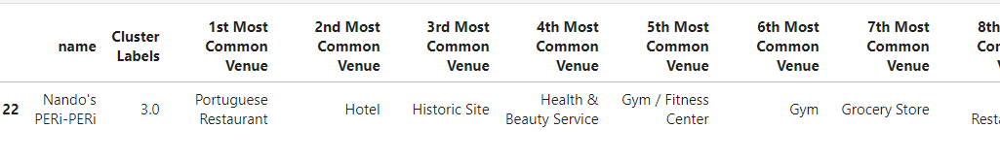 name Cluster Labels 1st Most Common Venue 2nd Most Common Venue 3rd Most Common Venue 4th Most Common Venue 5th Most Common Venue 6th Most Common Venue 7th Most Common Venue 8th
22 Nando's PERi-PERi 3.0 Portuguese Restaurant Hotel Historic Site Health & Beauty Service Gym / Fitness Center Gym Grocery Store